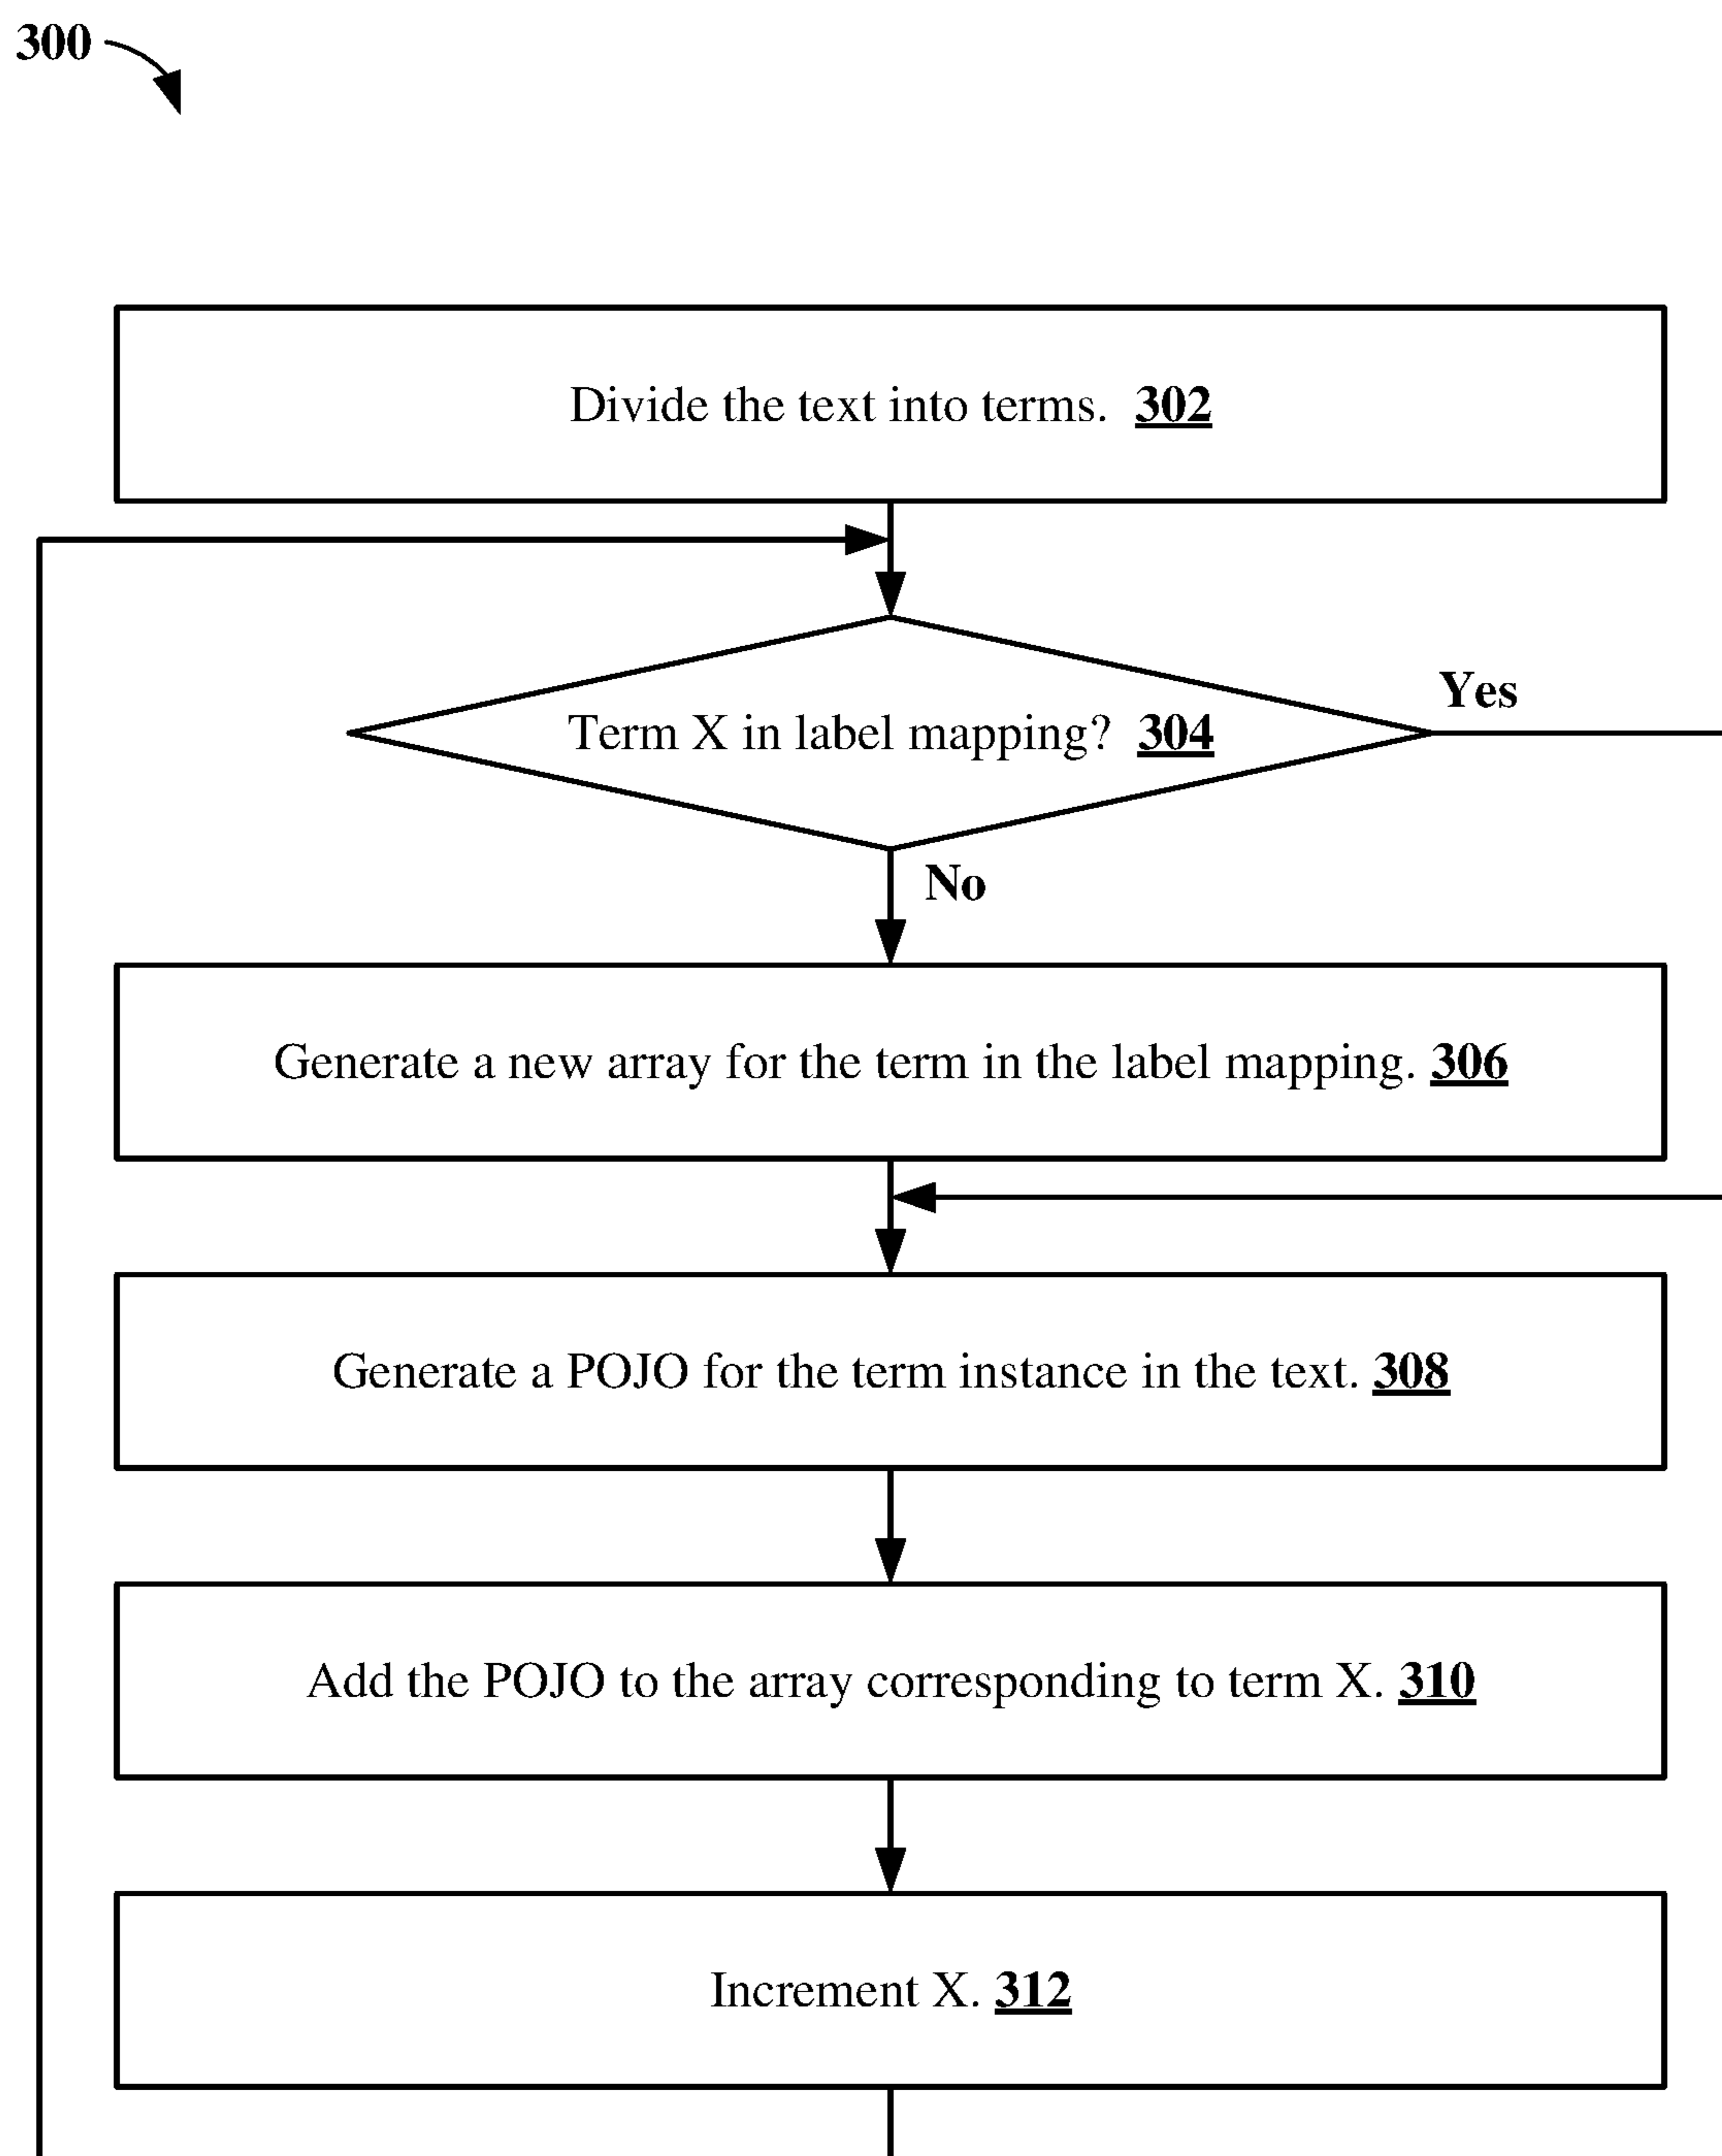 300
Divide the text into terms. 302
Term X in label mapping? 304
Yes
No
Generate a new array for the term in the label mapping. 306
Generate a POJO for the term instance in the text. 308
Add the POJO to the array corresponding to term X. 310
Increment X. 312